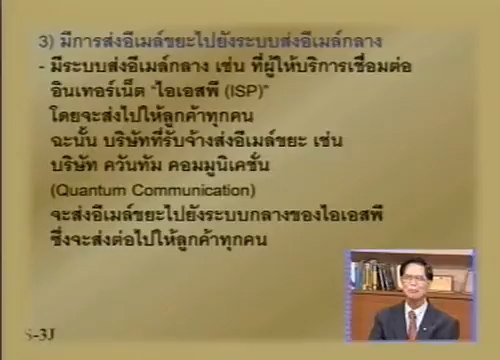 3) มีการส่งอีเมล์ขยะไปยังระบบส่งอีเมล์กลาง
- มีระบบส่งอีเมล์กลาง เช่น ที่ผู้ให้บริการเชื่อมต่อ
อินเทอร์เน็ต "ไอเอสพี (ISP)"
โดยจะส่งไปให้ลูกค้าทุกคน
ฉะนั้น บริษัทที่รับจ้างส่งอีเมล์ขยะ เช่น
บริษัท ควันทัม คอมมูนิเคชั่น
(Quantum Communication)
จะส่งอีเมล์ขยะไปยังระบบกลางของไอเอสพี
ซึ่งจะส่งต่อไปให้ลูกค้าทุกคน
S-3J